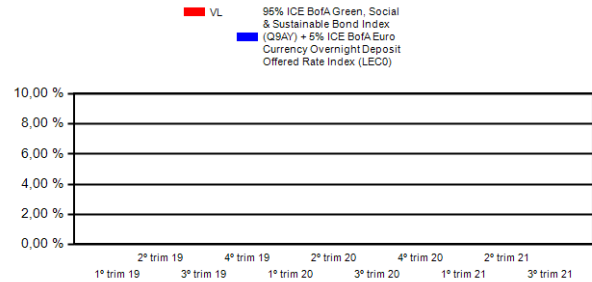 VL
95% ICE BofA Green, Social
& Sustainable Bond Index
(Q9AY) + 5% ICE BofA Euro
Currency Overnight Deposit
Offered Rate Index (LEC0)
10,00 %
8,00 %
6,00 %
4,00 %
2,00 %
0,00 %
2º trim 19 4º trim 19 2º trim 20 4º trim 20 2º trim 21
1º trim 19 3º trim 19 1º trim 20 3º trim 20 1º trim 21 3º trim 21